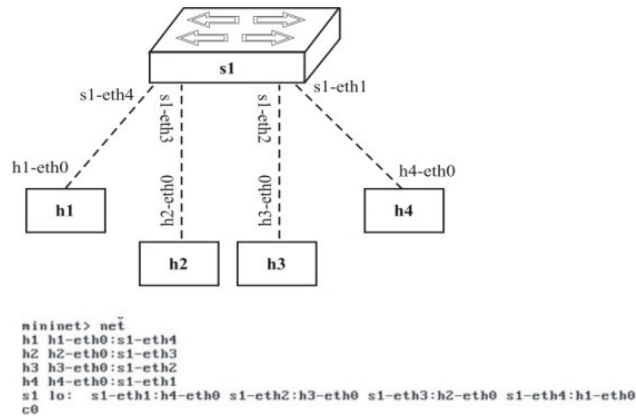 s1
s1-eth4
s1-eth3
s1-eth2
s1-eth1
h1-eth0
h2-eth0
h3-eth0
h4-eth0
h1
h2
h3
h4
mininet> net
h1 h1-eth0:s1-eth4
h2 h2-eth0:s1-eth3
h3 h3-eth0:s1-eth2
h4 h4-eth0:s1-eth1
s1 lo:  s1-eth1:h4-eth0 s1-eth2:h3-eth0 s1-eth3:h2-eth0 s1-eth4:h1-eth0
c0